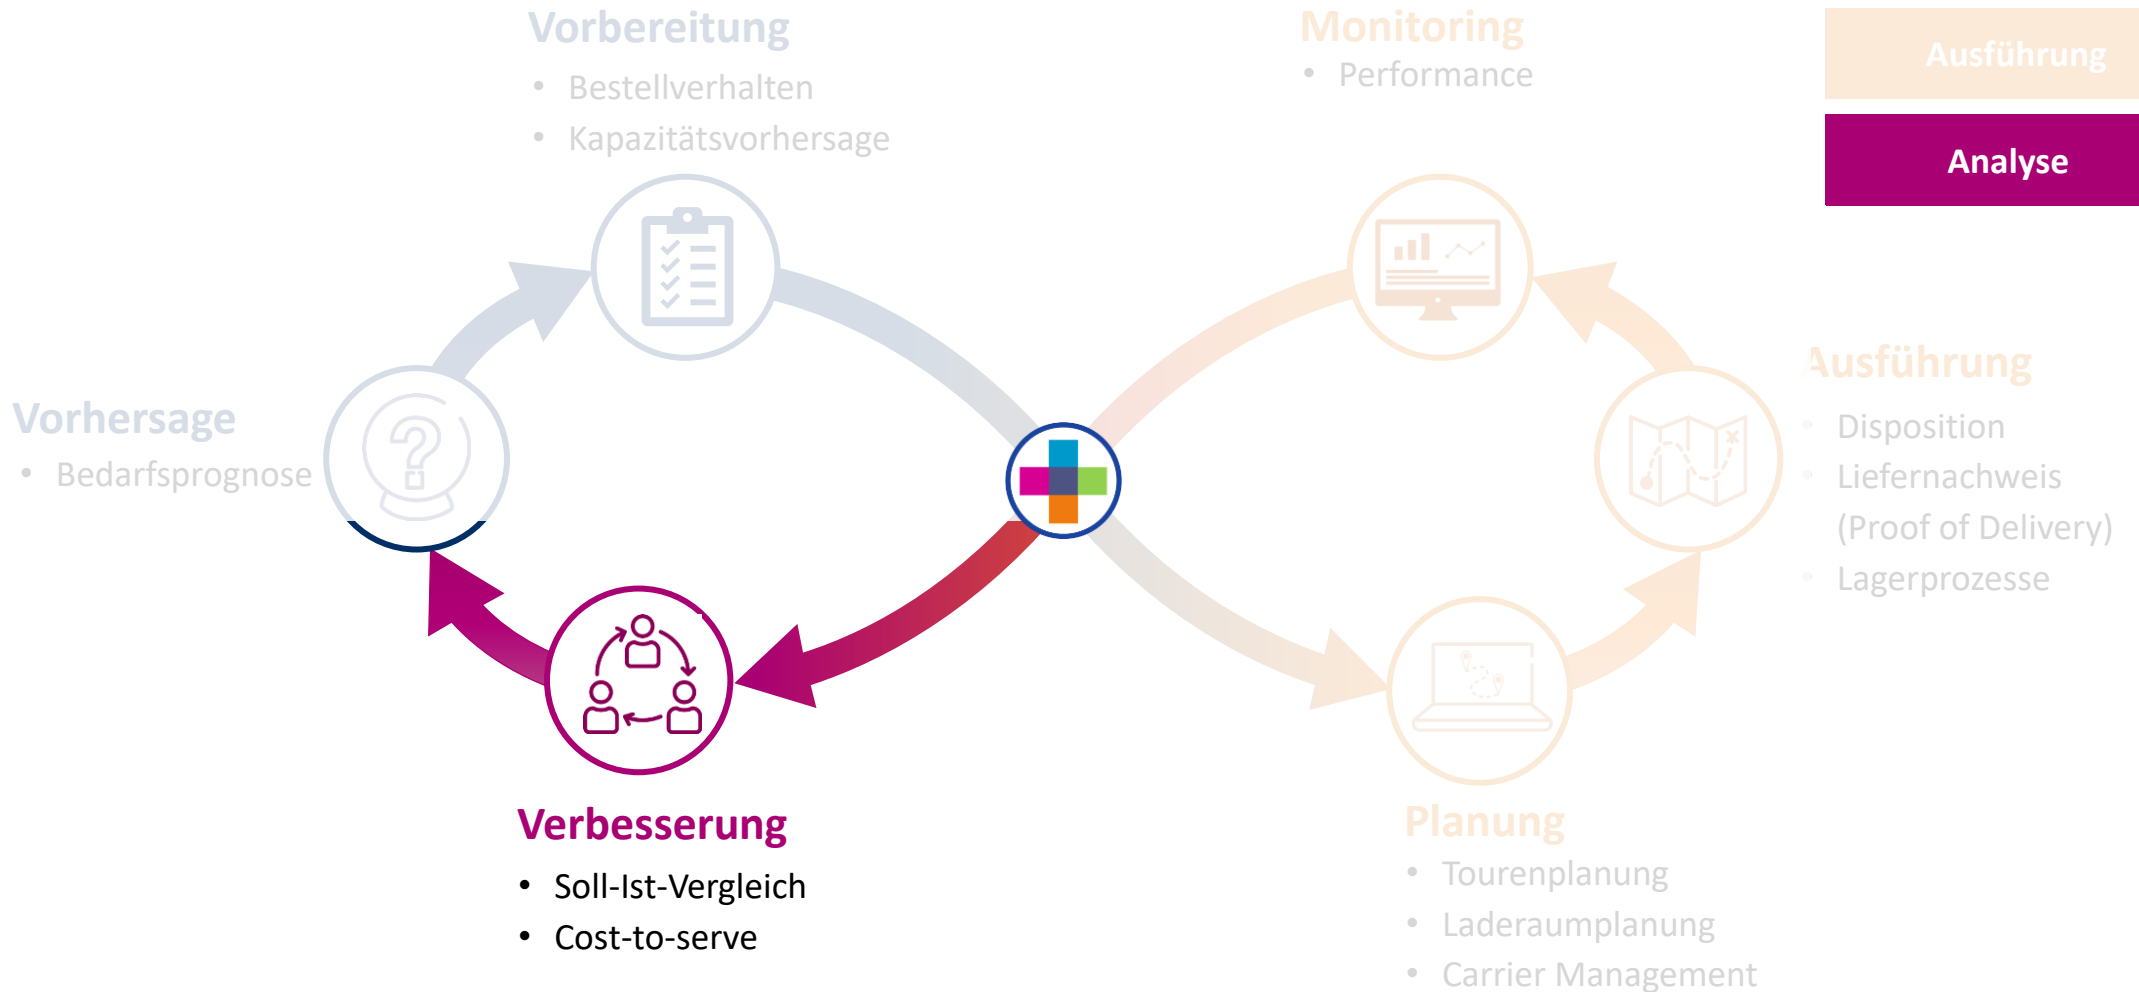 Vorbereitung
• Bestellverhalten
• Kapazitätsvorhersage
Monitoring
• Performance
Ausführung
Analyse
Vorhersage
• Bedarfsprognose
Ausführung
• Disposition
• Liefernachweis
(Proof of Delivery)
• Lagerprozesse
Verbesserung
• Soll-Ist-Vergleich
• Cost-to-serve
Planung
• Tourenplanung
• Laderaumplanung
• Carrier Management